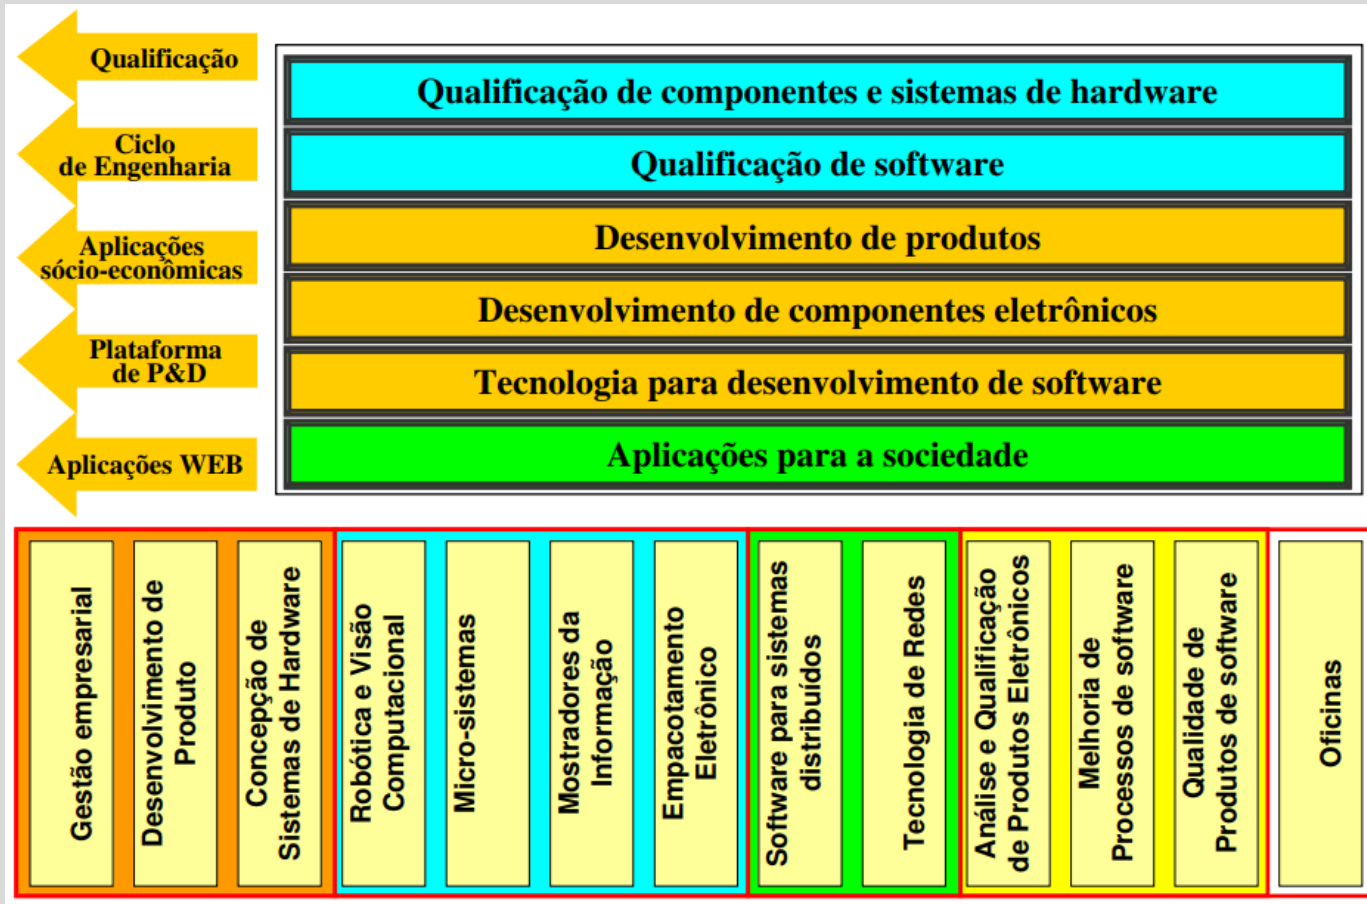 Qualificação
Ciclo
de Engenharia
Aplicações
sócio-econômicas
Plataforma
de P&D
Aplicações WEB
Qualificação de componentes e sistemas de hardware
Qualificação de software
Desenvolvimento de produtos
Desenvolvimento de componentes eletrônicos
Tecnologia para desenvolvimento de software
Aplicações para a sociedade
Gestão empresarial
Desenvolvimento de
Produto
Concepção de
Sistemas de Hardware
Robótica e Visão
Computacional
Micro-sistemas
Mostradores da
Informação
Empacotamento
Eletrônico
Software para sistemas
distribuídos
Tecnologia de Redes
Análise e Qualificação
de Produtos Eletrônicos
Melhoria de
Processos de software
Qualidade de
Produtos de software
Oficinas